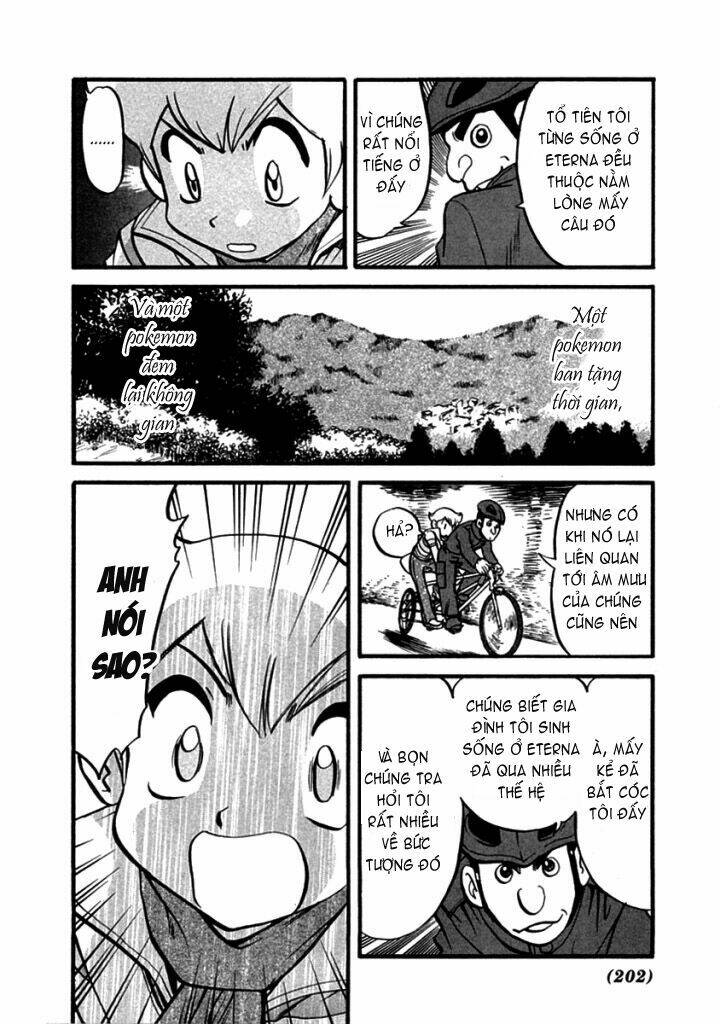 TỔ TIÊN TÔI
TỪNG SỐNG Ở
ETERNA ĐỀU
THUỘC NẰM
LÒNG MẤY
CÂU ĐÓ
VÌ CHÚNG
RẤT NỔI
TIẾNG Ở
ĐẤY
......
Một
pokemon
ban tặng
thời gian,
Và một
pokemon
đem
lại không
gian
NHƯNG CÓ
KHI NÓ LẠI
LIÊN QUAN
TỚI ÂM MƯU
CỦA CHÚNG
CŨNG NÊN
HẢ?
À, MẤY
KẺ ĐÃ
BẮT CÓC
TÔI ĐẤY
CHÚNG BIẾT GIA
ĐÌNH TÔI SINH
SỐNG Ở ETERNA
ĐÃ QUA NHIỀU
THẾ HỆ
VÀ BỌN
CHÚNG TRA
HỎI TÔI
RẤT NHIỀU
VỀ BỨC
TƯỢNG ĐÓ
ANH
NÓI
SAO?
(202)